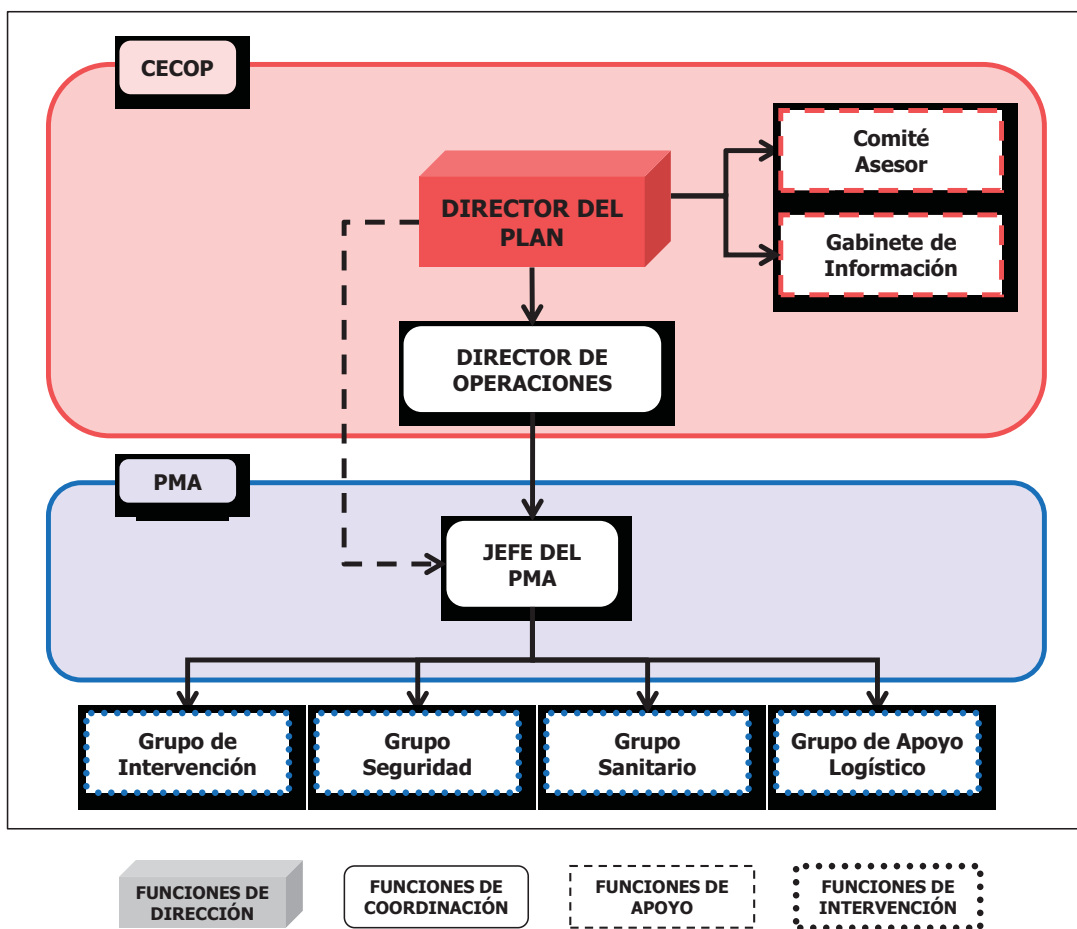 CECOP
Comité
Asesor
DIRECTOR DEL
PLAN
Gabinete de
Información
DIRECTOR DE
OPERACIONES
PMA
JEFE DEL
PMA
Grupo de
Intervención
Grupo
Seguridad
Grupo
Sanitario
Grupo de Apoyo
Logístico
FUNCIONES DE
DIRECCIÓN
FUNCIONES DE
COORDINACIÓN
FUNCIONES DE
APOYO
FUNCIONES DE
INTERVENCIÓN